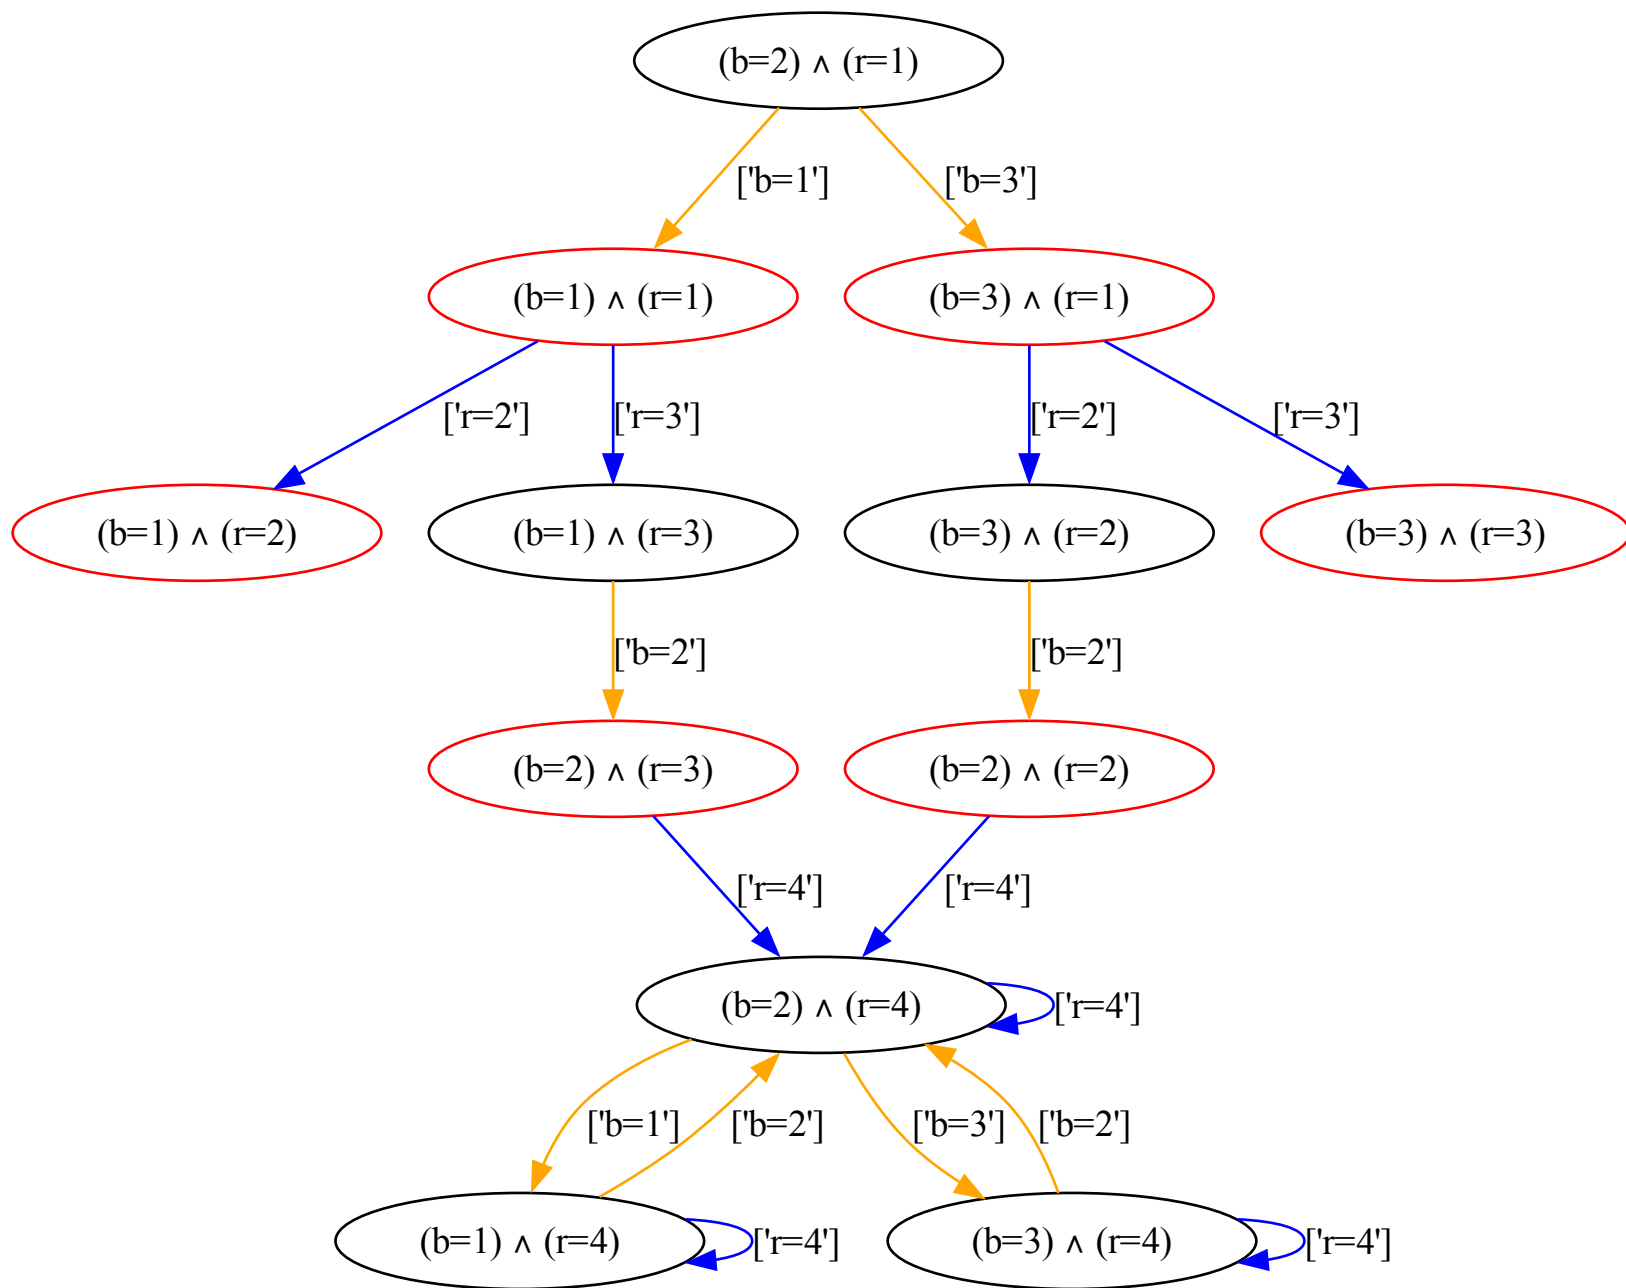 (b=2) ∧ (r=1)
['b=1']
['b=3']
(b=1) ∧ (r=1)
(b=3) ∧ (r=1)
['r=2']
['r=3']
['r=2']
['r=3']
(b=1) ∧ (r=2)
(b=1) ∧ (r=3)
(b=3) ∧ (r=2)
(b=3) ∧ (r=3)
['b=2']
['b=2']
(b=2) ∧ (r=3)
(b=2) ∧ (r=2)
['r=4']
['r=4']
(b=2) ∧ (r=4)
['r=4']
['b=1']
['b=2']
['b=3']
['b=2']
(b=1) ∧ (r=4)
['r=4']
(b=3) ∧ (r=4)
['r=4']